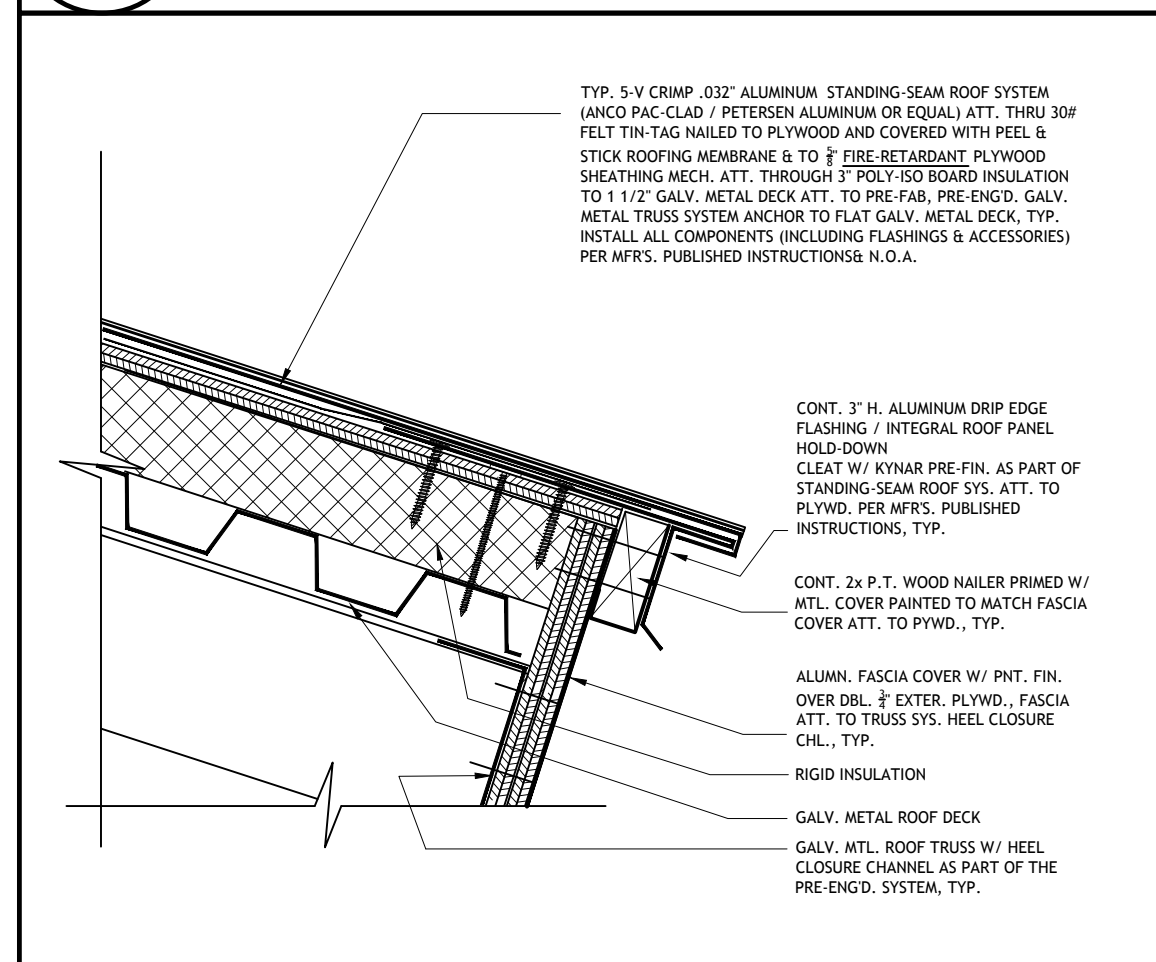 TYP. 5-V CRIMP .032" ALUMINUM STANDING-SEAM ROOF SYSTEM
(ANCO PAC-CLAD / PETERSEN ALUMINUM OR EQUAL) ATT. THRU 30#
FELT TIN-TAG NAILED TO PLYWOOD AND COVERED WITH PEEL &
STICK ROOFING MEMBRANE & TO 5/8" FIRE-RETARDANT PLYWOOD
SHEATHING MECH. ATT. THROUGH 3" POLY-ISO BOARD INSULATION
TO 1 1/2" GALV. METAL DECK ATT. TO PRE-FAB, PRE-ENG'D. GALV.
METAL TRUSS SYSTEM ANCHOR TO FLAT GALV. METAL DECK, TYP.
INSTALL ALL COMPONENTS (INCLUDING FLASHINGS & ACCESSORIES)
PER MFR'S. PUBLISHED INSTRUCTIONS& N.O.A.
CONT. 3" H. ALUMINUM DRIP EDGE
FLASHING / INTEGRAL ROOF PANEL
HOLD-DOWN
CLEAT W/ KYNAR PRE-FIN. AS PART OF
STANDING-SEAM ROOF SYS. ATT. TO
PLYWD. PER MFR'S. PUBLISHED
INSTRUCTIONS, TYP.
CONT. 2x P.T. WOOD NAILER PRIMED W/
MTL. COVER PAINTED TO MATCH FASCIA
COVER ATT. TO PYWD., TYP.
ALUMN. FASCIA COVER W/ PNT. FIN.
OVER DBL. 3/4" EXTER. PLYWD., FASCIA
ATT. TO TRUSS SYS. HEEL CLOSURE
CHL., TYP.
RIGID INSULATION
GALV. METAL ROOF DECK
GALV. MTL. ROOF TRUSS W/ HEEL
CLOSURE CHANNEL AS PART OF THE
PRE-ENG'D. SYSTEM, TYP.